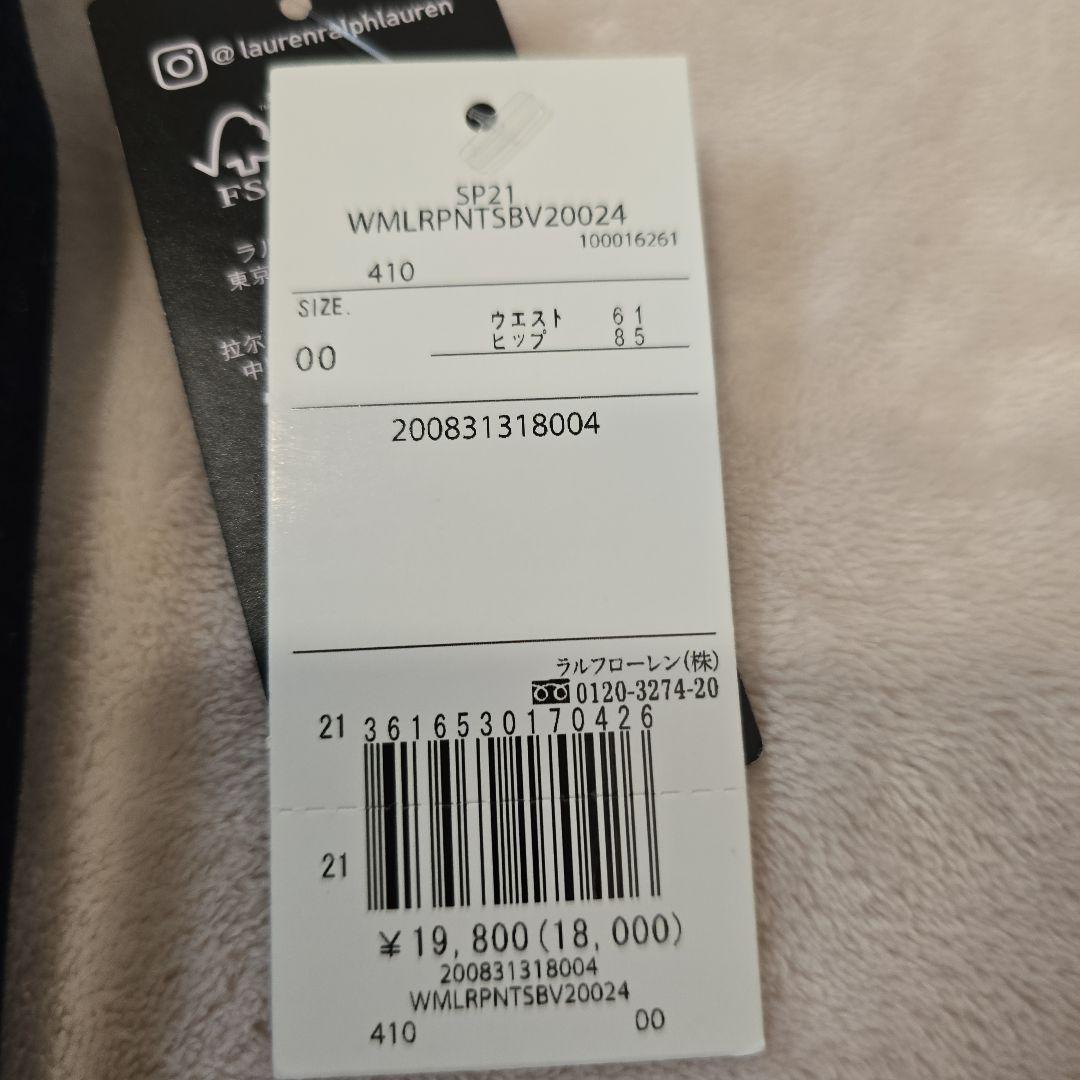 @laurenralphlauren
FS
ラル
東京
拉尔
中
SP21
WMLRPNTSBV20024
100016261
410
SIZE.
ウエスト 61
ヒップ 85
00
200831318004
ラルフローレン(株)
0120-3274-20
21 3616530170426
21
¥19,800(18,000)
200831318004
WMLRPNTSBV20024
410 00